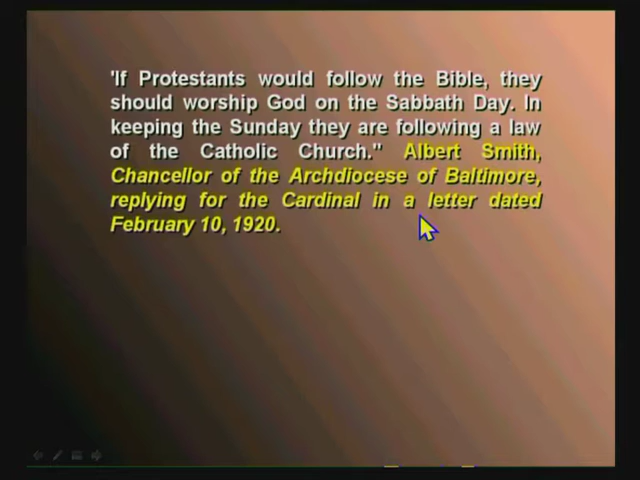 'If Protestants would follow the Bible, they
should worship God on the Sabbath Day. In
keeping the Sunday they are following a law
of the Catholic Church." Albert Smith,
Chancellor of the Archdiocese of Baltimore,
replying for the Cardinal in a letter dated
February 10, 1920.